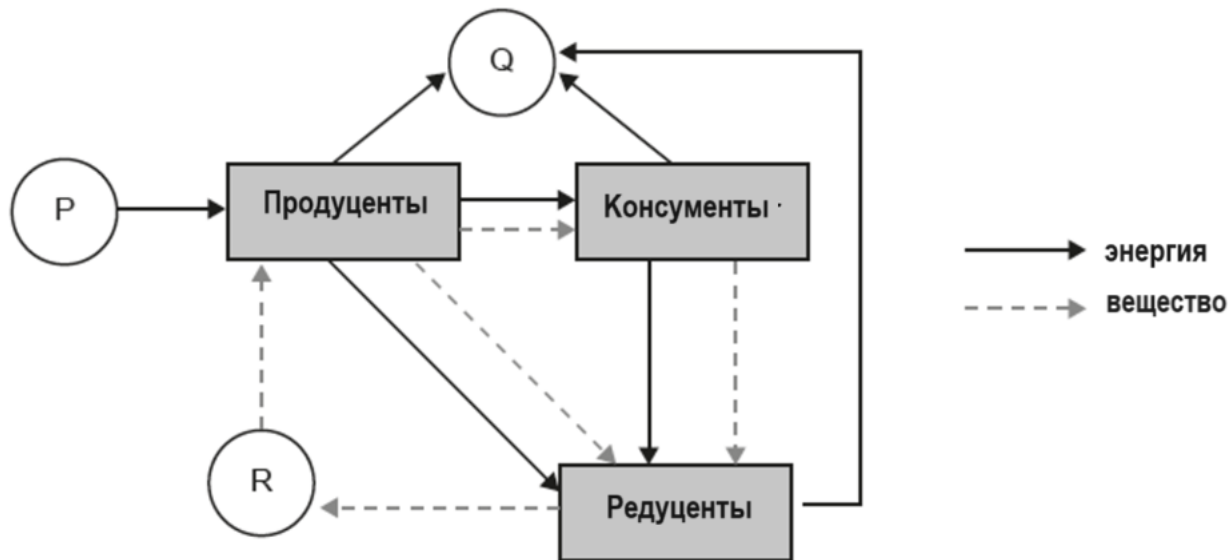 Q
P
Продуценты
Консументы
энергия
вещество
R
Редуценты